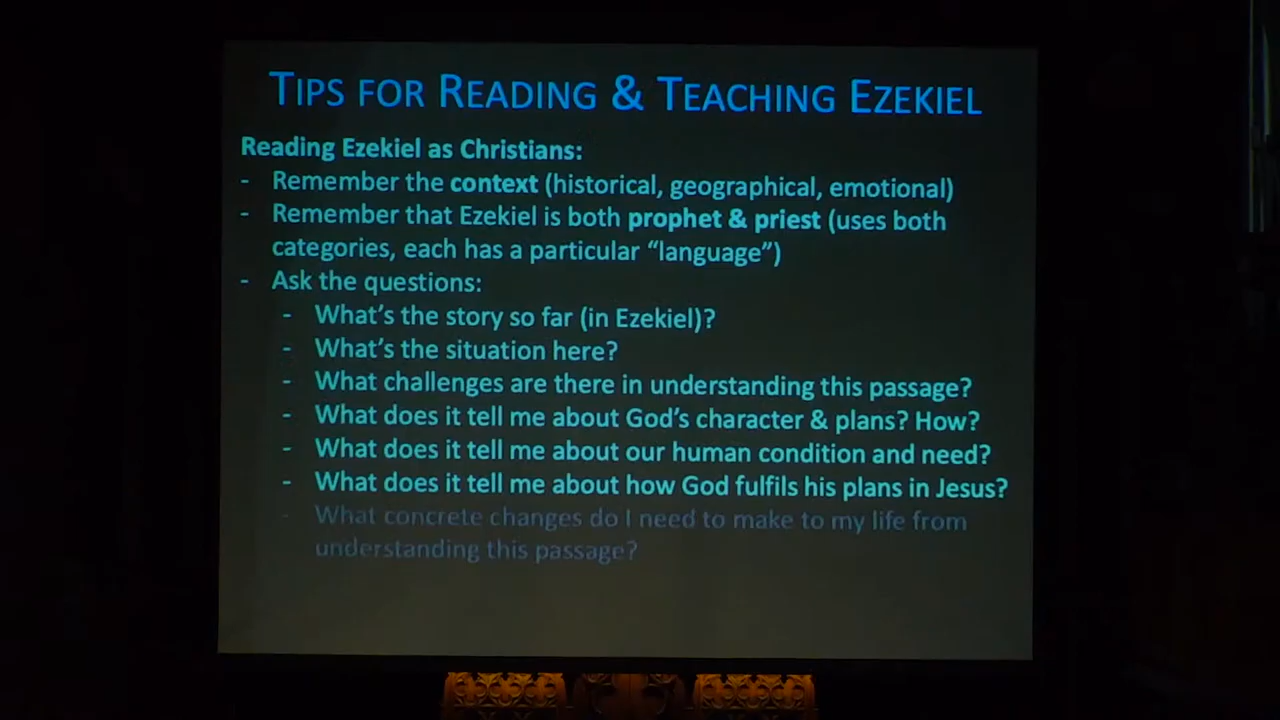 TIPS FOR READING & TEACHING EZEKIEL
Reading Ezekiel as Christians:
- Remember the context (historical, geographical, emotional)
- Remember that Ezekiel is both prophet & priest (uses both
categories, each has a particular “language”)
- Ask the questions:
- What’s the story so far (in Ezekiel)?
- What’s the situation here?
- What challenges are there in understanding this passage?
- What does it tell me about God’s character & plans? How?
- What does it tell me about our human condition and need?
- What does it tell me about how God fulfils his plans in Jesus?
- What concrete changes do I need to make to my life from
understanding this passage?